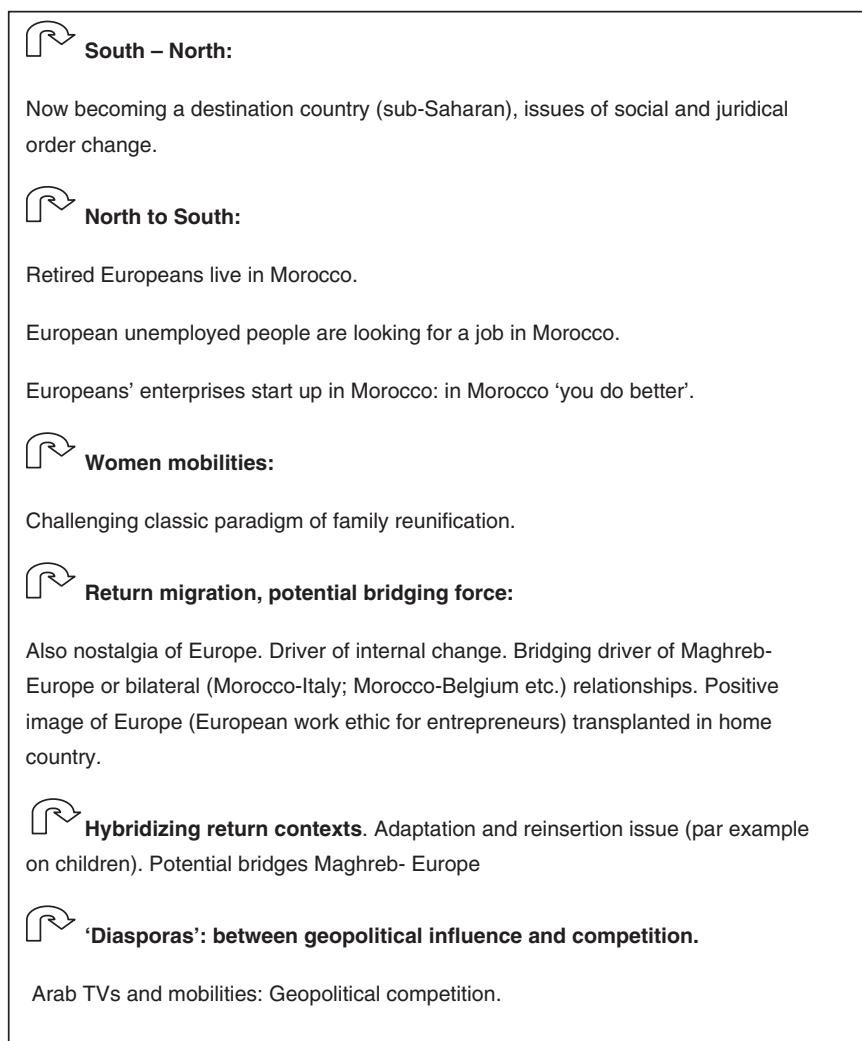 South – North:
Now becoming a destination country (sub-Saharan), issues of social and juridical
order change.
North to South:
Retired Europeans live in Morocco.
European unemployed people are looking for a job in Morocco.
Europeans’ enterprises start up in Morocco: in Morocco ‘you do better’.
Women mobilities:
Challenging classic paradigm of family reunification.
Return migration, potential bridging force:
Also nostalgia of Europe. Driver of internal change. Bridging driver of Maghreb-
Europe or bilateral (Morocco-Italy; Morocco-Belgium etc.) relationships. Positive
image of Europe (European work ethic for entrepreneurs) transplanted in home
country.
Hybridizing return contexts. Adaptation and reinsertion issue (par example
on children). Potential bridges Maghreb- Europe
‘Diasporas’: between geopolitical influence and competition.
Arab TVs and mobilities: Geopolitical competition.